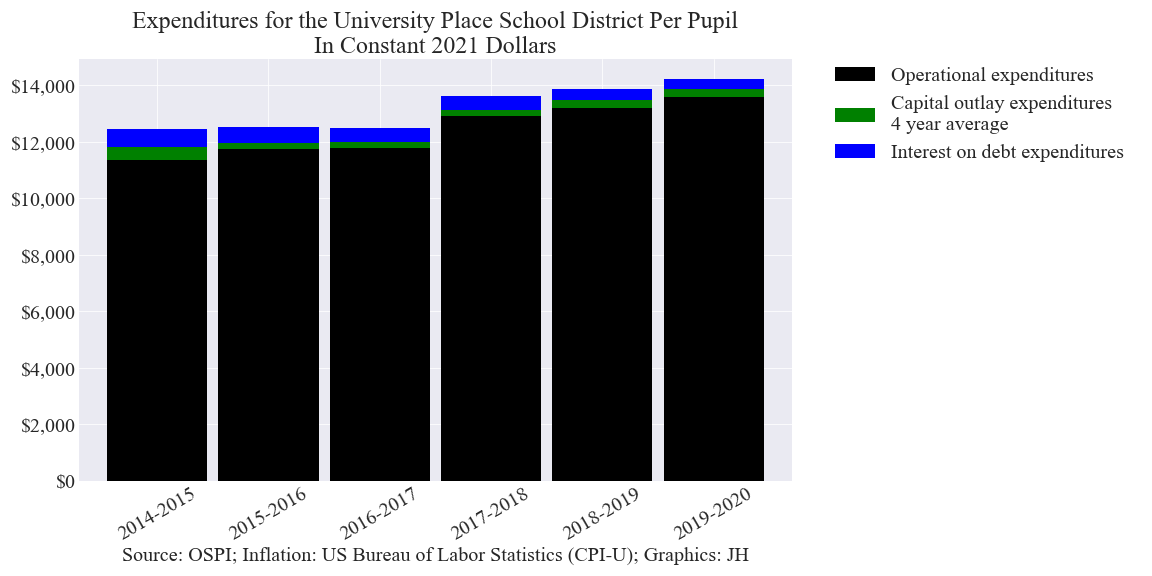 Expenditures for the University Place School District Per Pupil
In Constant 2021 Dollars
$14,000
$12,000
$10,000
$8,000
$6,000
$4,000
$2,000
$0
2014-2015
2015-2016
2016-2017
2017-2018
2018-2019
2019-2020
Source: OSPI; Inflation: US Bureau of Labor Statistics (CPI-U); Graphics: JH
Operational expenditures
Capital outlay expenditures
4 year average
Interest on debt expenditures